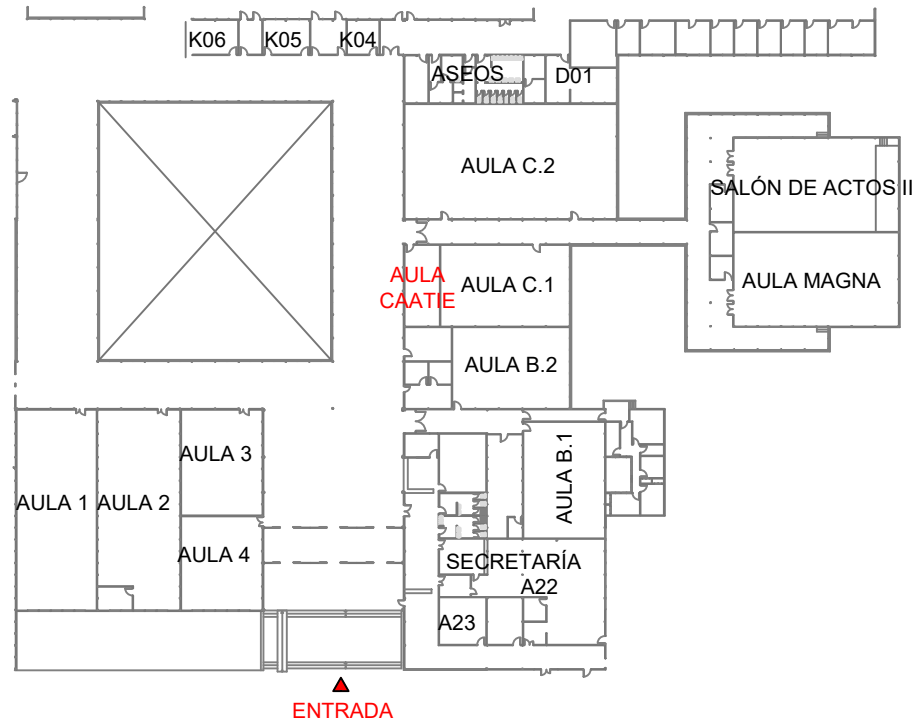 K06
K05
K04
ASEOS
D01
AULA C.2
SALÓN DE ACTOS II
AULA
CAATIE
AULA C.1
AULA MAGNA
AULA B.2
AULA 3
AULA B.1
AULA 1
AULA 2
AULA 4
SECRETARÍA
A22
A23
ENTRADA